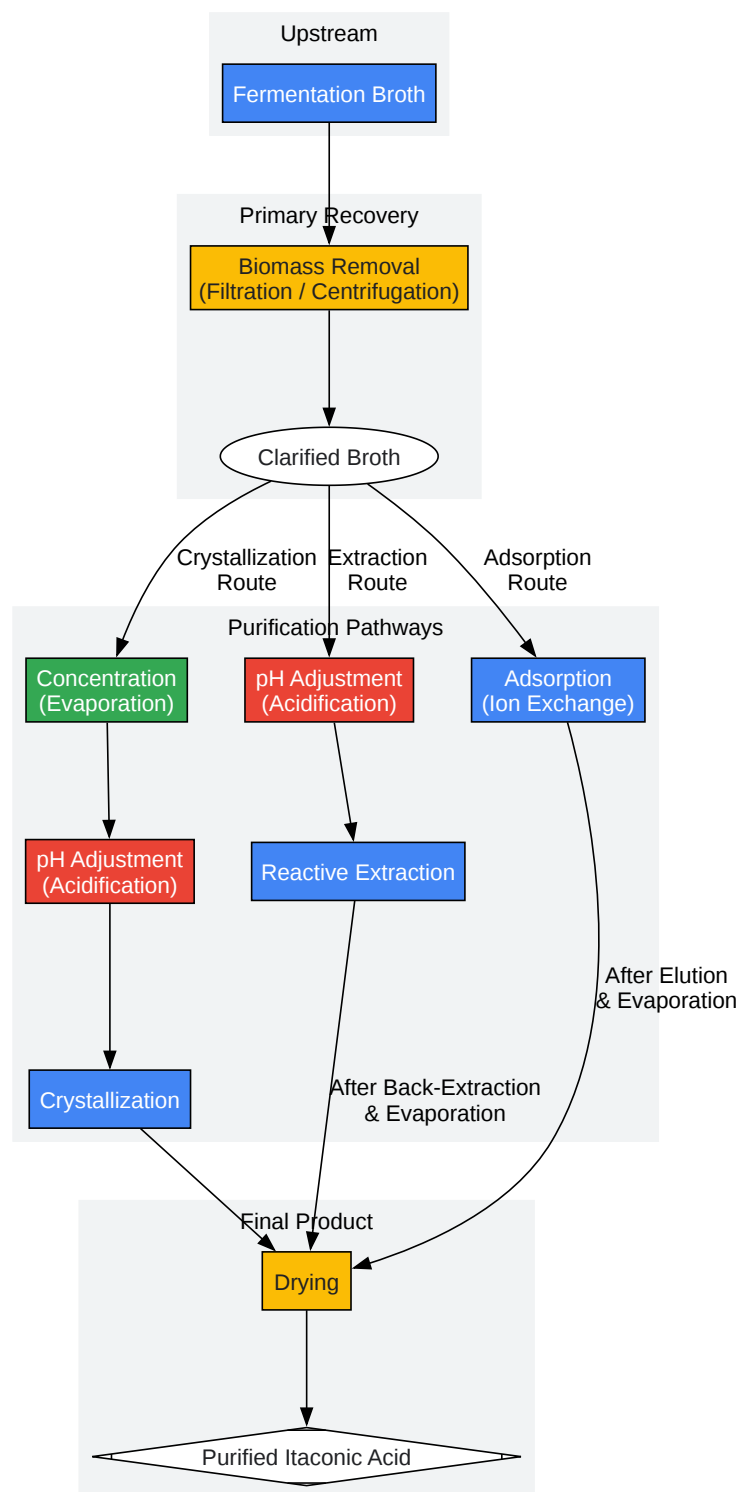 Upstream
Fermentation Broth
Primary Recovery
Biomass Removal
(Filtration / Centrifugation)
Clarified Broth
Crystallization
Route
Extraction
Route
Adsorption
Route
Purification Pathways
Concentration
(Evaporation)
pH Adjustment
(Acidification)
Adsorption
(Ion Exchange)
pH Adjustment
(Acidification)
Reactive Extraction
After Elution
& Evaporation
Crystallization
After Back-Extraction
& Evaporation
Final Product
Drying
Purified Itaconic Acid